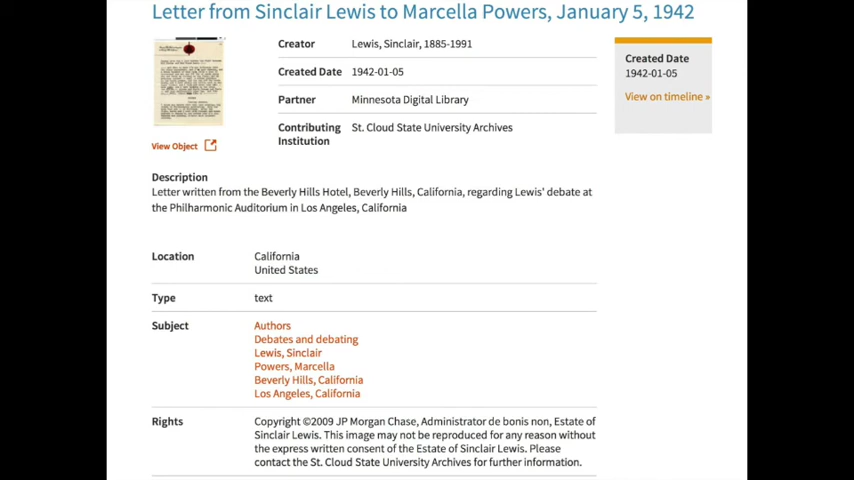 Letter from Sinclair Lewis to Marcella Powers, January 5, 1942
Creator Lewis, Sinclair, 1885-1991
Created Date 1942-01-05
Partner Minnesota Digital Library
Contributing Institution St. Cloud State University Archives
View Object
Created Date
1942-01-05
View on timeline »
Description
Letter written from the Beverly Hills Hotel, Beverly Hills, California, regarding Lewis' debate at
the Philharmonic Auditorium in Los Angeles, California
Location California
United States
Type text
Subject Authors
Debates and debating
Lewis, Sinclair
Powers, Marcella
Beverly Hills, California
Los Angeles, California
Rights Copyright ©2009 JP Morgan Chase, Administrator de bonis non, Estate of
Sinclair Lewis. This image may not be reproduced for any reason without
the express written consent of the Estate of Sinclair Lewis. Please
contact the St. Cloud State University Archives for further information.